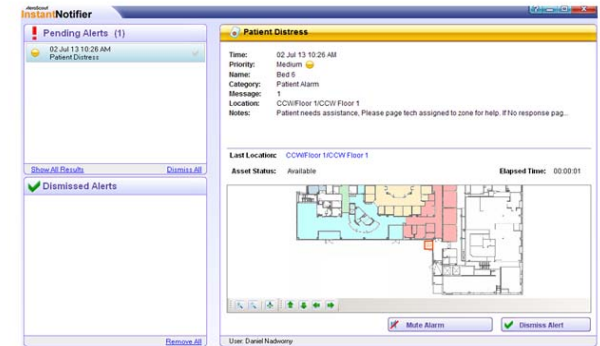 AeroScout
InstantNotifier
Pending Alerts (1)
02 Jul 13 10:26 AM
Patient Distress
Show All Results
Dismiss All
Dismissed Alerts
Remove All
Patient Distress
Time: 02 Jul 13 10:26 AM
Priority: Medium
Name: Bed 6
Category: Patient Alarm
Message: 1
Location: CCW/Floor 1/CCW Floor 1
Notes: Patient needs assistance, Please page tech assigned to zone for help. If No response pag...
Last Location: CCW/Floor 1/CCW Floor 1
Asset Status: Available
Elapsed Time: 00:00:01
Mute Alarm
Dismiss Alert
User: Daniel Nadworny